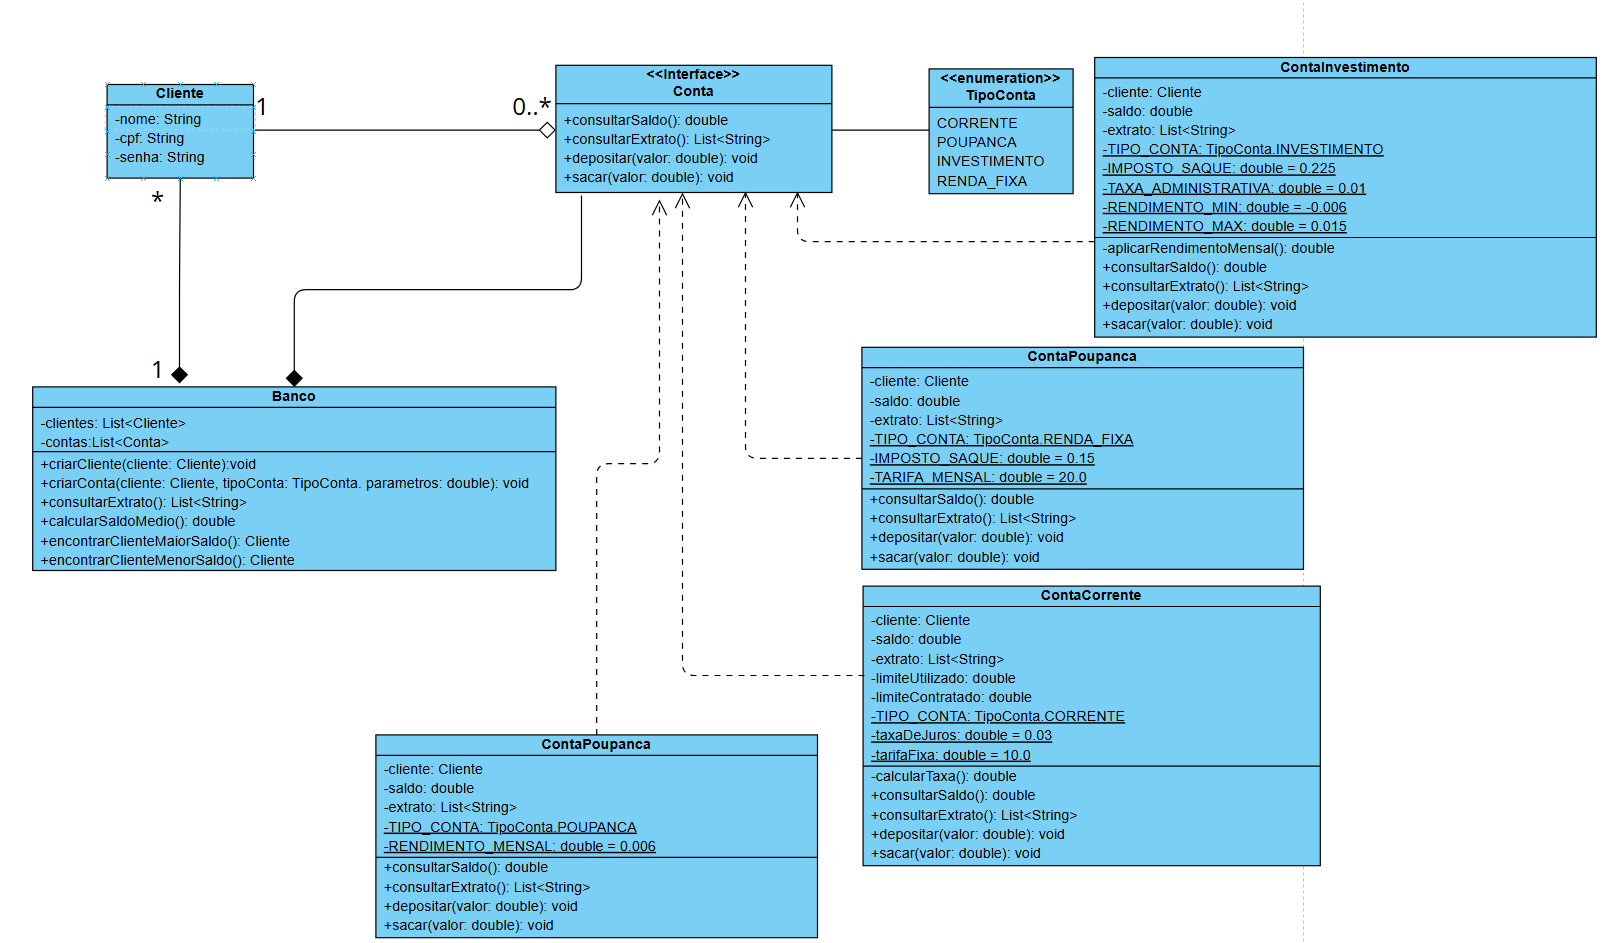 Cliente
-nome: String
-cpf: String
-senha: String
1
0..*
*
1
<<Interface>>
Conta
+consultarSaldo(): double
+consultarExtrato(): List<String>
+depositar(valor: double): void
+sacar(valor: double): void
<<enumeration>>
TipoConta
CORRENTE
POUPANCA
INVESTIMENTO
RENDA_FIXA
ContaInvestimento
-cliente: Cliente
-saldo: double
-extrato: List<String>
-TIPO_CONTA: TipoConta.INVESTIMENTO
-IMPOSTO_SAQUE: double = 0.225
-TAXA_ADMINISTRATIVA: double = 0.01
-RENDIMENTO_MIN: double = -0.006
-RENDIMENTO_MAX: double = 0.015
-aplicarRendimentoMensal(): double
+consultarSaldo(): double
+consultarExtrato(): List<String>
+depositar(valor: double): void
+sacar(valor: double): void
Banco
-clientes: List<Cliente>
-contas:List<Conta>
+criarCliente(cliente: Cliente):void
+criarConta(cliente: Cliente, tipoConta: TipoConta. parametros: double): void
+consultarExtrato(): List<String>
+calcularSaldoMedio(): double
+encontrarClienteMaiorSaldo(): Cliente
+encontrarClienteMenorSaldo(): Cliente
ContaPoupanca
-cliente: Cliente
-saldo: double
-extrato: List<String>
-TIPO_CONTA: TipoConta.RENDA_FIXA
-IMPOSTO_SAQUE: double = 0.15
-TARIFA_MENSAL: double = 20.0
+consultarSaldo(): double
+consultarExtrato(): List<String>
+depositar(valor: double): void
+sacar(valor: double): void
ContaCorrente
-cliente: Cliente
-saldo: double
-extrato: List<String>
-limiteUtilizado: double
-limiteContratado: double
-TIPO_CONTA: TipoConta.CORRENTE
-taxaDeJuros: double = 0.03
-tarifaFixa: double = 10.0
-calcularTaxa(): double
+consultarSaldo(): double
+consultarExtrato(): List<String>
+depositar(valor: double): void
+sacar(valor: double): void
ContaPoupanca
-cliente: Cliente
-saldo: double
-extrato: List<String>
-TIPO_CONTA: TipoConta.POUPANCA
-RENDIMENTO_MENSAL: double = 0.006
+consultarSaldo(): double
+consultarExtrato(): List<String>
+depositar(valor: double): void
+sacar(valor: double): void